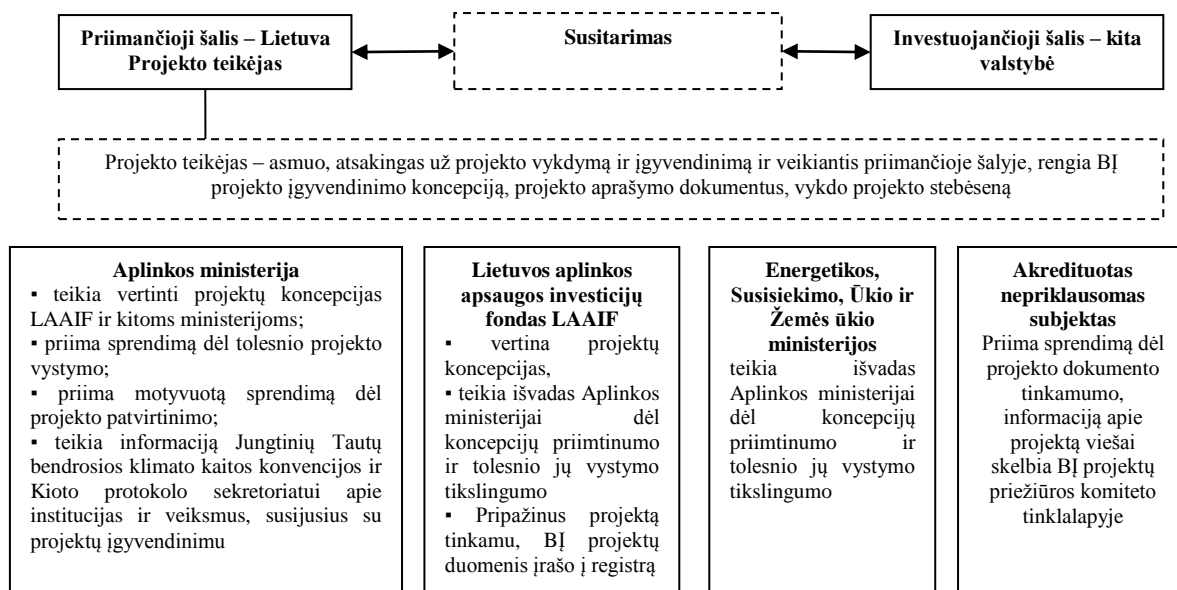 Priimančioji šalis – Lietuva
Projekto teikėjas
Susitarimas
Investuojančioji šalis – kita
valstybė
Projekto teikėjas – asmuo, atsakingas už projekto vykdymą ir įgyvendinimą ir veikiantis priimančioje šalyje, rengia BĮ
projekto įgyvendinimo koncepciją, projekto aprašymo dokumentus, vykdo projekto stebėseną
Aplinkos ministerija
▪ teikia vertinti projektų koncepcijas
LAAIF ir kitoms ministerijoms;
▪ priima sprendimą dėl tolesnio projekto
vystymo;
▪ priima motyvuotą sprendimą dėl
projekto patvirtinimo;
▪ teikia informaciją Jungtinių Tautų
bendrosios klimato kaitos konvencijos ir
Kioto protokolo sekretoriatui apie
institucijas ir veiksmus, susijusius su
projektų įgyvendinimu
Lietuvos aplinkos
apsaugos investicijų
fondas LAAIF
▪ vertina projektų
koncepcijas,
▪ teikia išvadas Aplinkos
ministerijai dėl
koncepcijų priimtinumo
ir tolesnio jų vystymo
tikslingumo
▪ Pripažinus projektą
tinkamu, BĮ projektų
duomenis įrašo į registrą
Energetikos,
Susisiekimo, Ūkio ir
Žemės ūkio
ministerijos
teikia išvadas
Aplinkos ministerijai
dėl koncepcijų
priimtinumo ir
tolesnio jų vystymo
tikslingumo
Akredituotas
nepriklausomas
subjektas
Priima sprendimą dėl
projekto dokumento
tinkamumo,
informaciją apie
projektą viešai
skelbia BĮ projektų
priežiūros komiteto
tinklalapyje